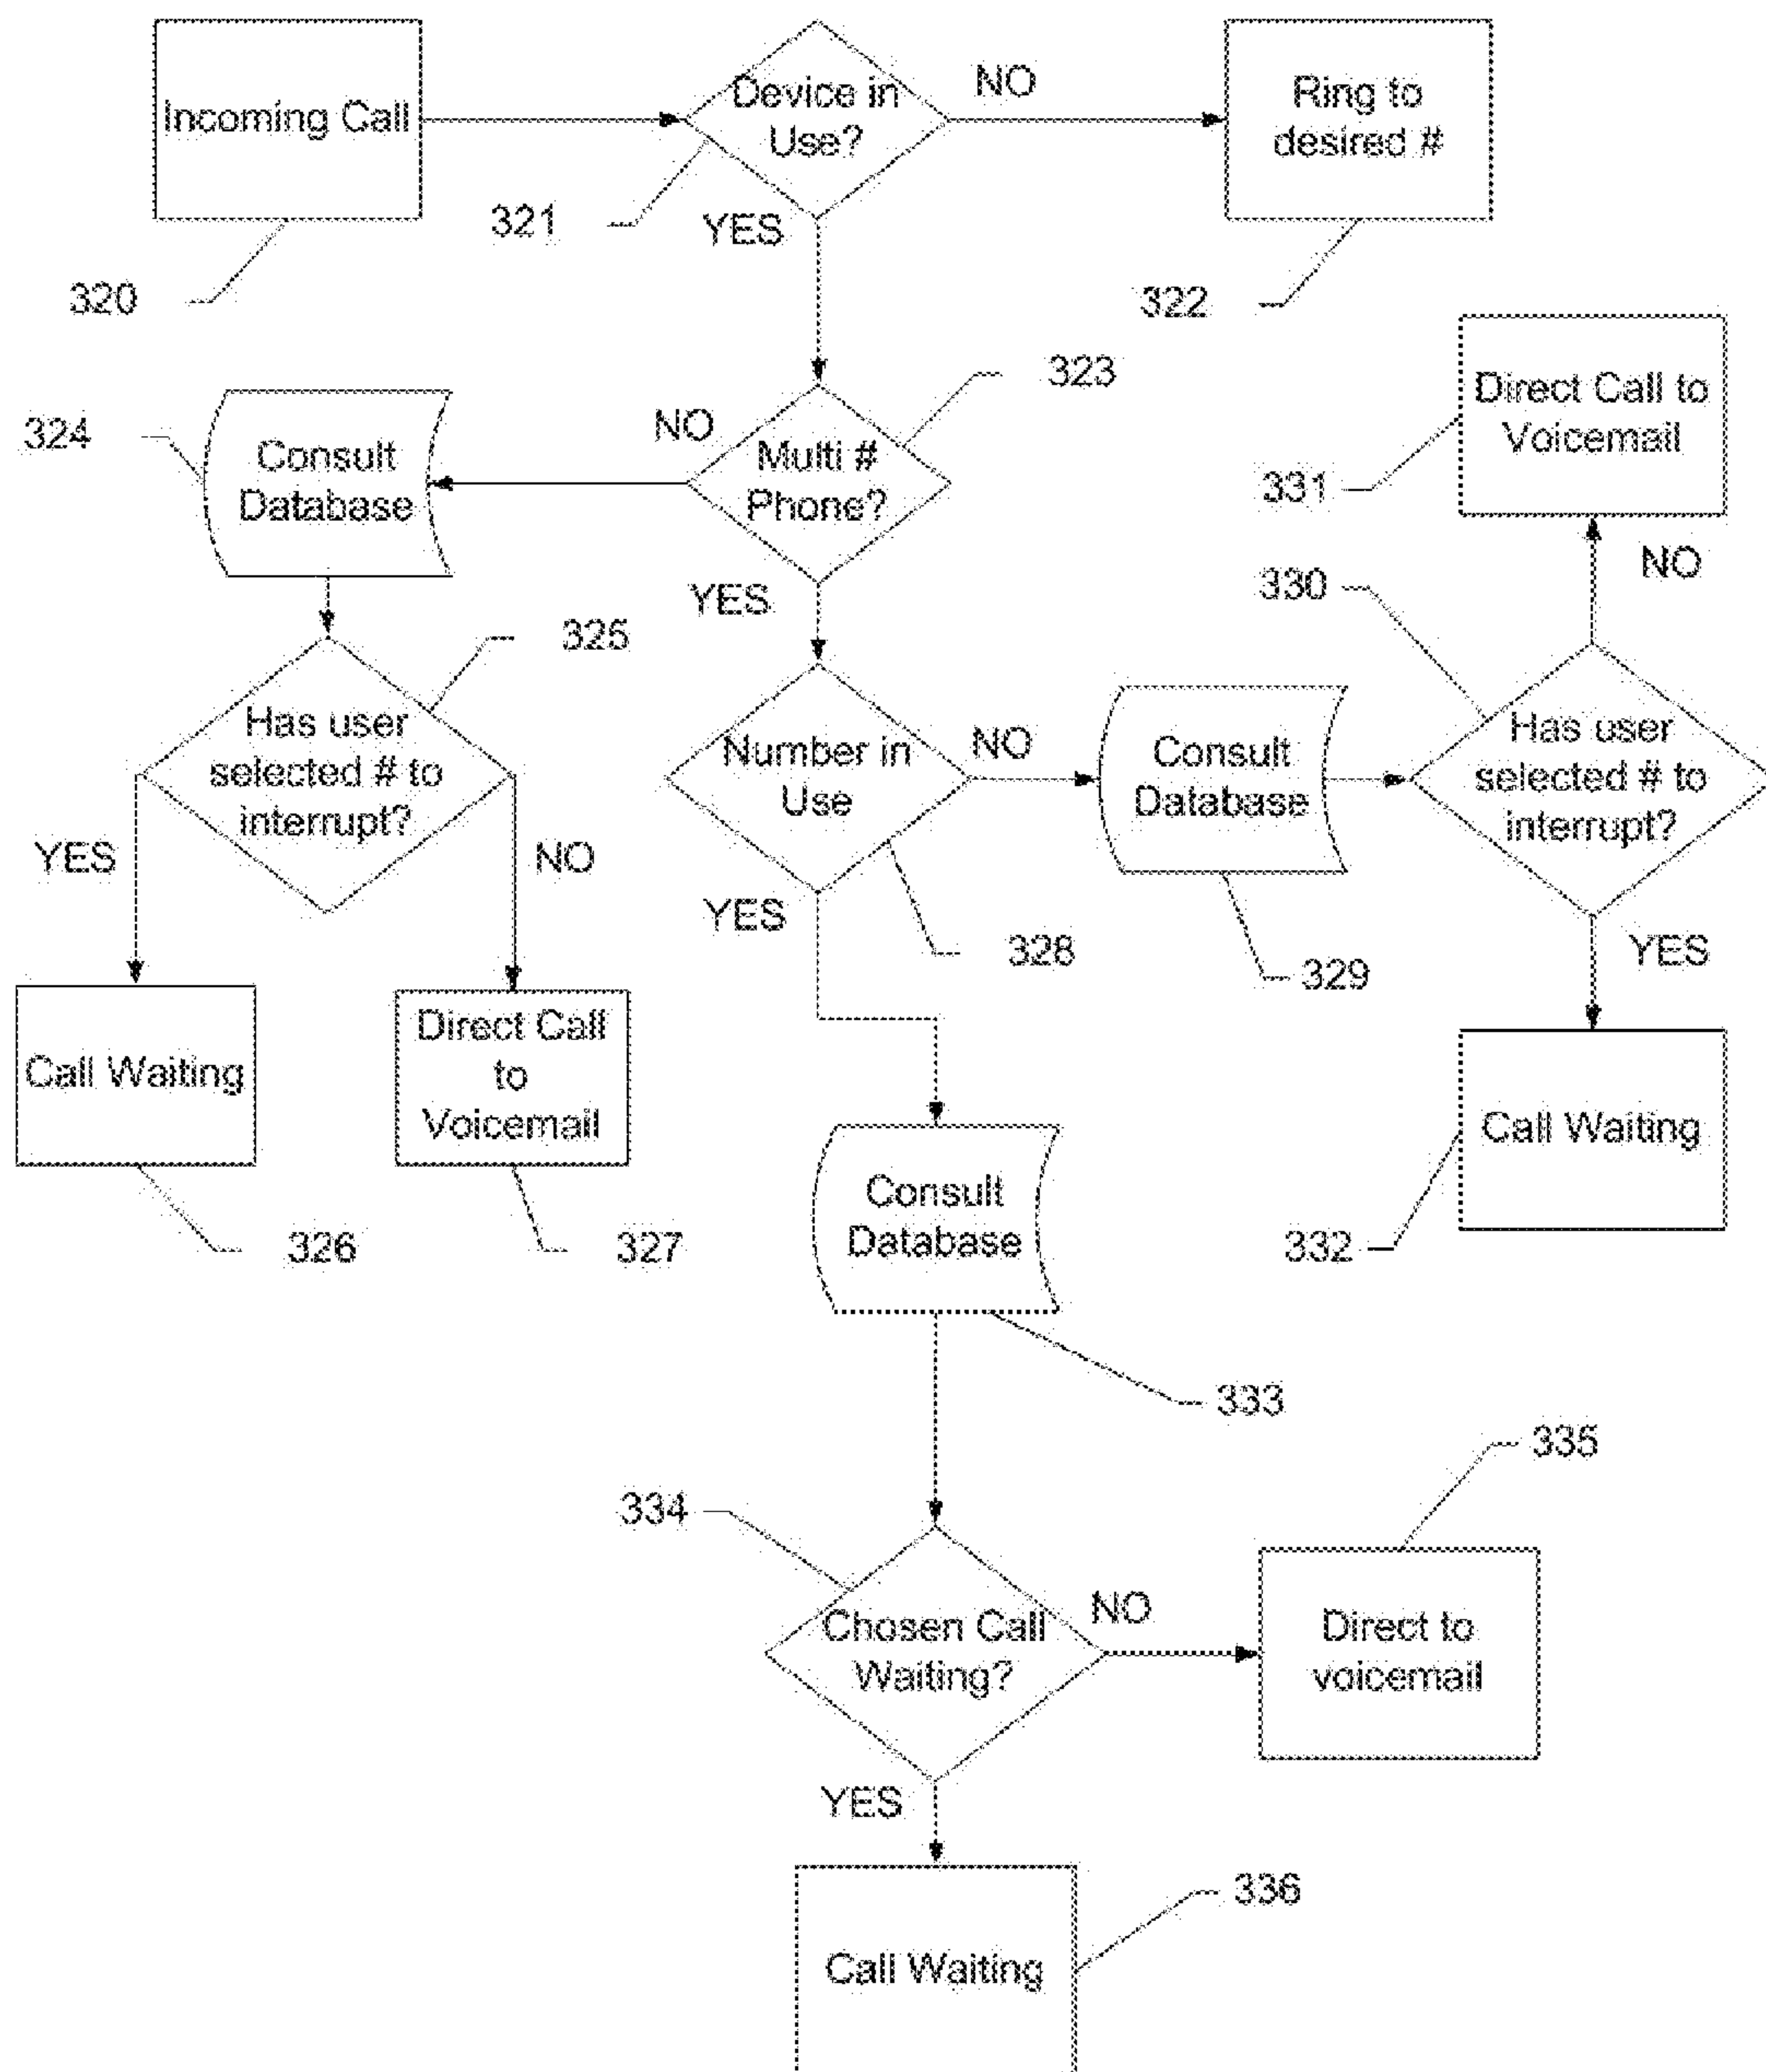 Incoming Call
Device in
Use?
NO
Ring to
desired #
321
YES
320
322
323
Direct Call to
Voicemail
324
Consult
Database
NO
Multi #
Phone?
331
NO
YES
330
325
Has user
selected # to
interrupt?
Number in
Use
NO
Consult
Database
Has user
selected # to
interrupt?
YES
NO
YES
328
329
YES
Call Waiting
Direct Call
to
Voicemail
Call Waiting
326
327
Consult
Database
332
333
335
334
Chosen Call
Waiting?
NO
Direct to
voicemail
YES
336
Call Waiting